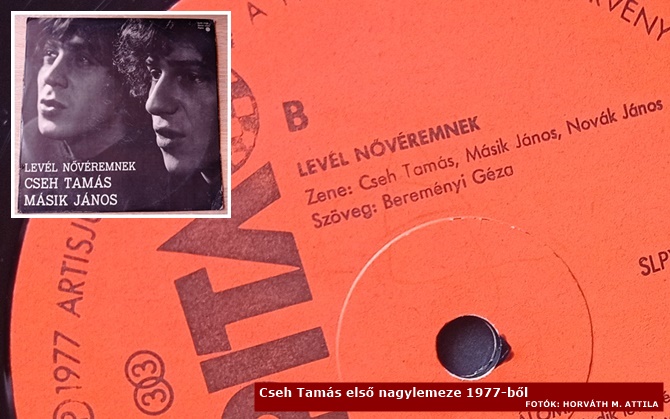 LEVÉL NŐVÉREMNEK
CSEH TAMÁS
MÁSIK JÁNOS
B
LEVÉL NŐVÉREMNEK
Zene: Cseh Tamás, Másik János, Novák János
Szöveg: Bereményi Géza
℗ 1977 ARTISJ
33
Cseh Tamás első nagylemeze 1977-ből
FOTÓK: HORVÁTH M. ATTILA